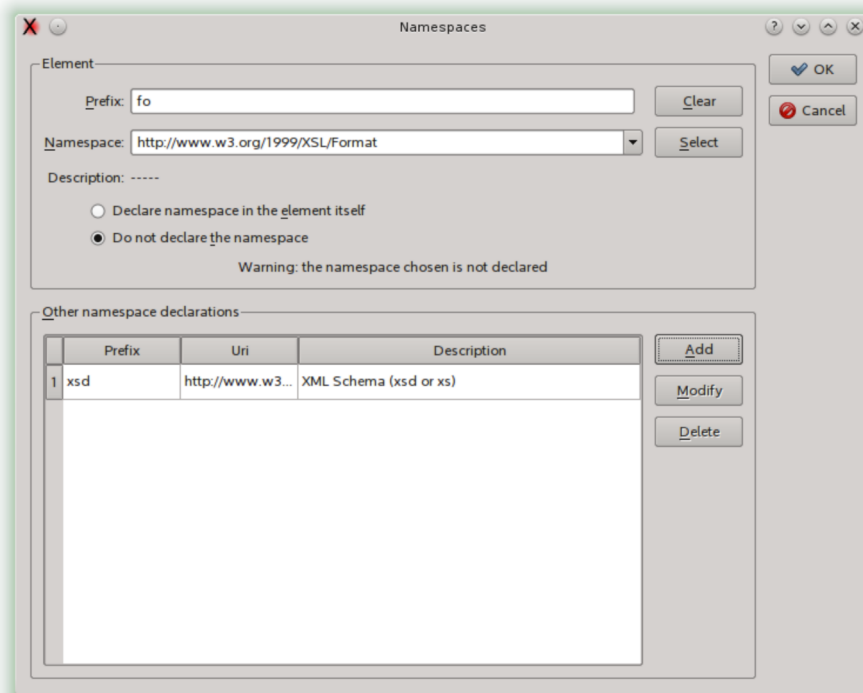 Namespaces
Element
Prefix: fo Clear
Namespace: http://www.w3.org/1999/XSL/Format Select
Description: -----
Declare namespace in the element itself
Do not declare the namespace
Warning: the namespace chosen is not declared
OK
Cancel
Other namespace declarations
Prefix Uri Description
1 xsd http://www.w3... XML Schema (xsd or xs)
Add
Modify
Delete